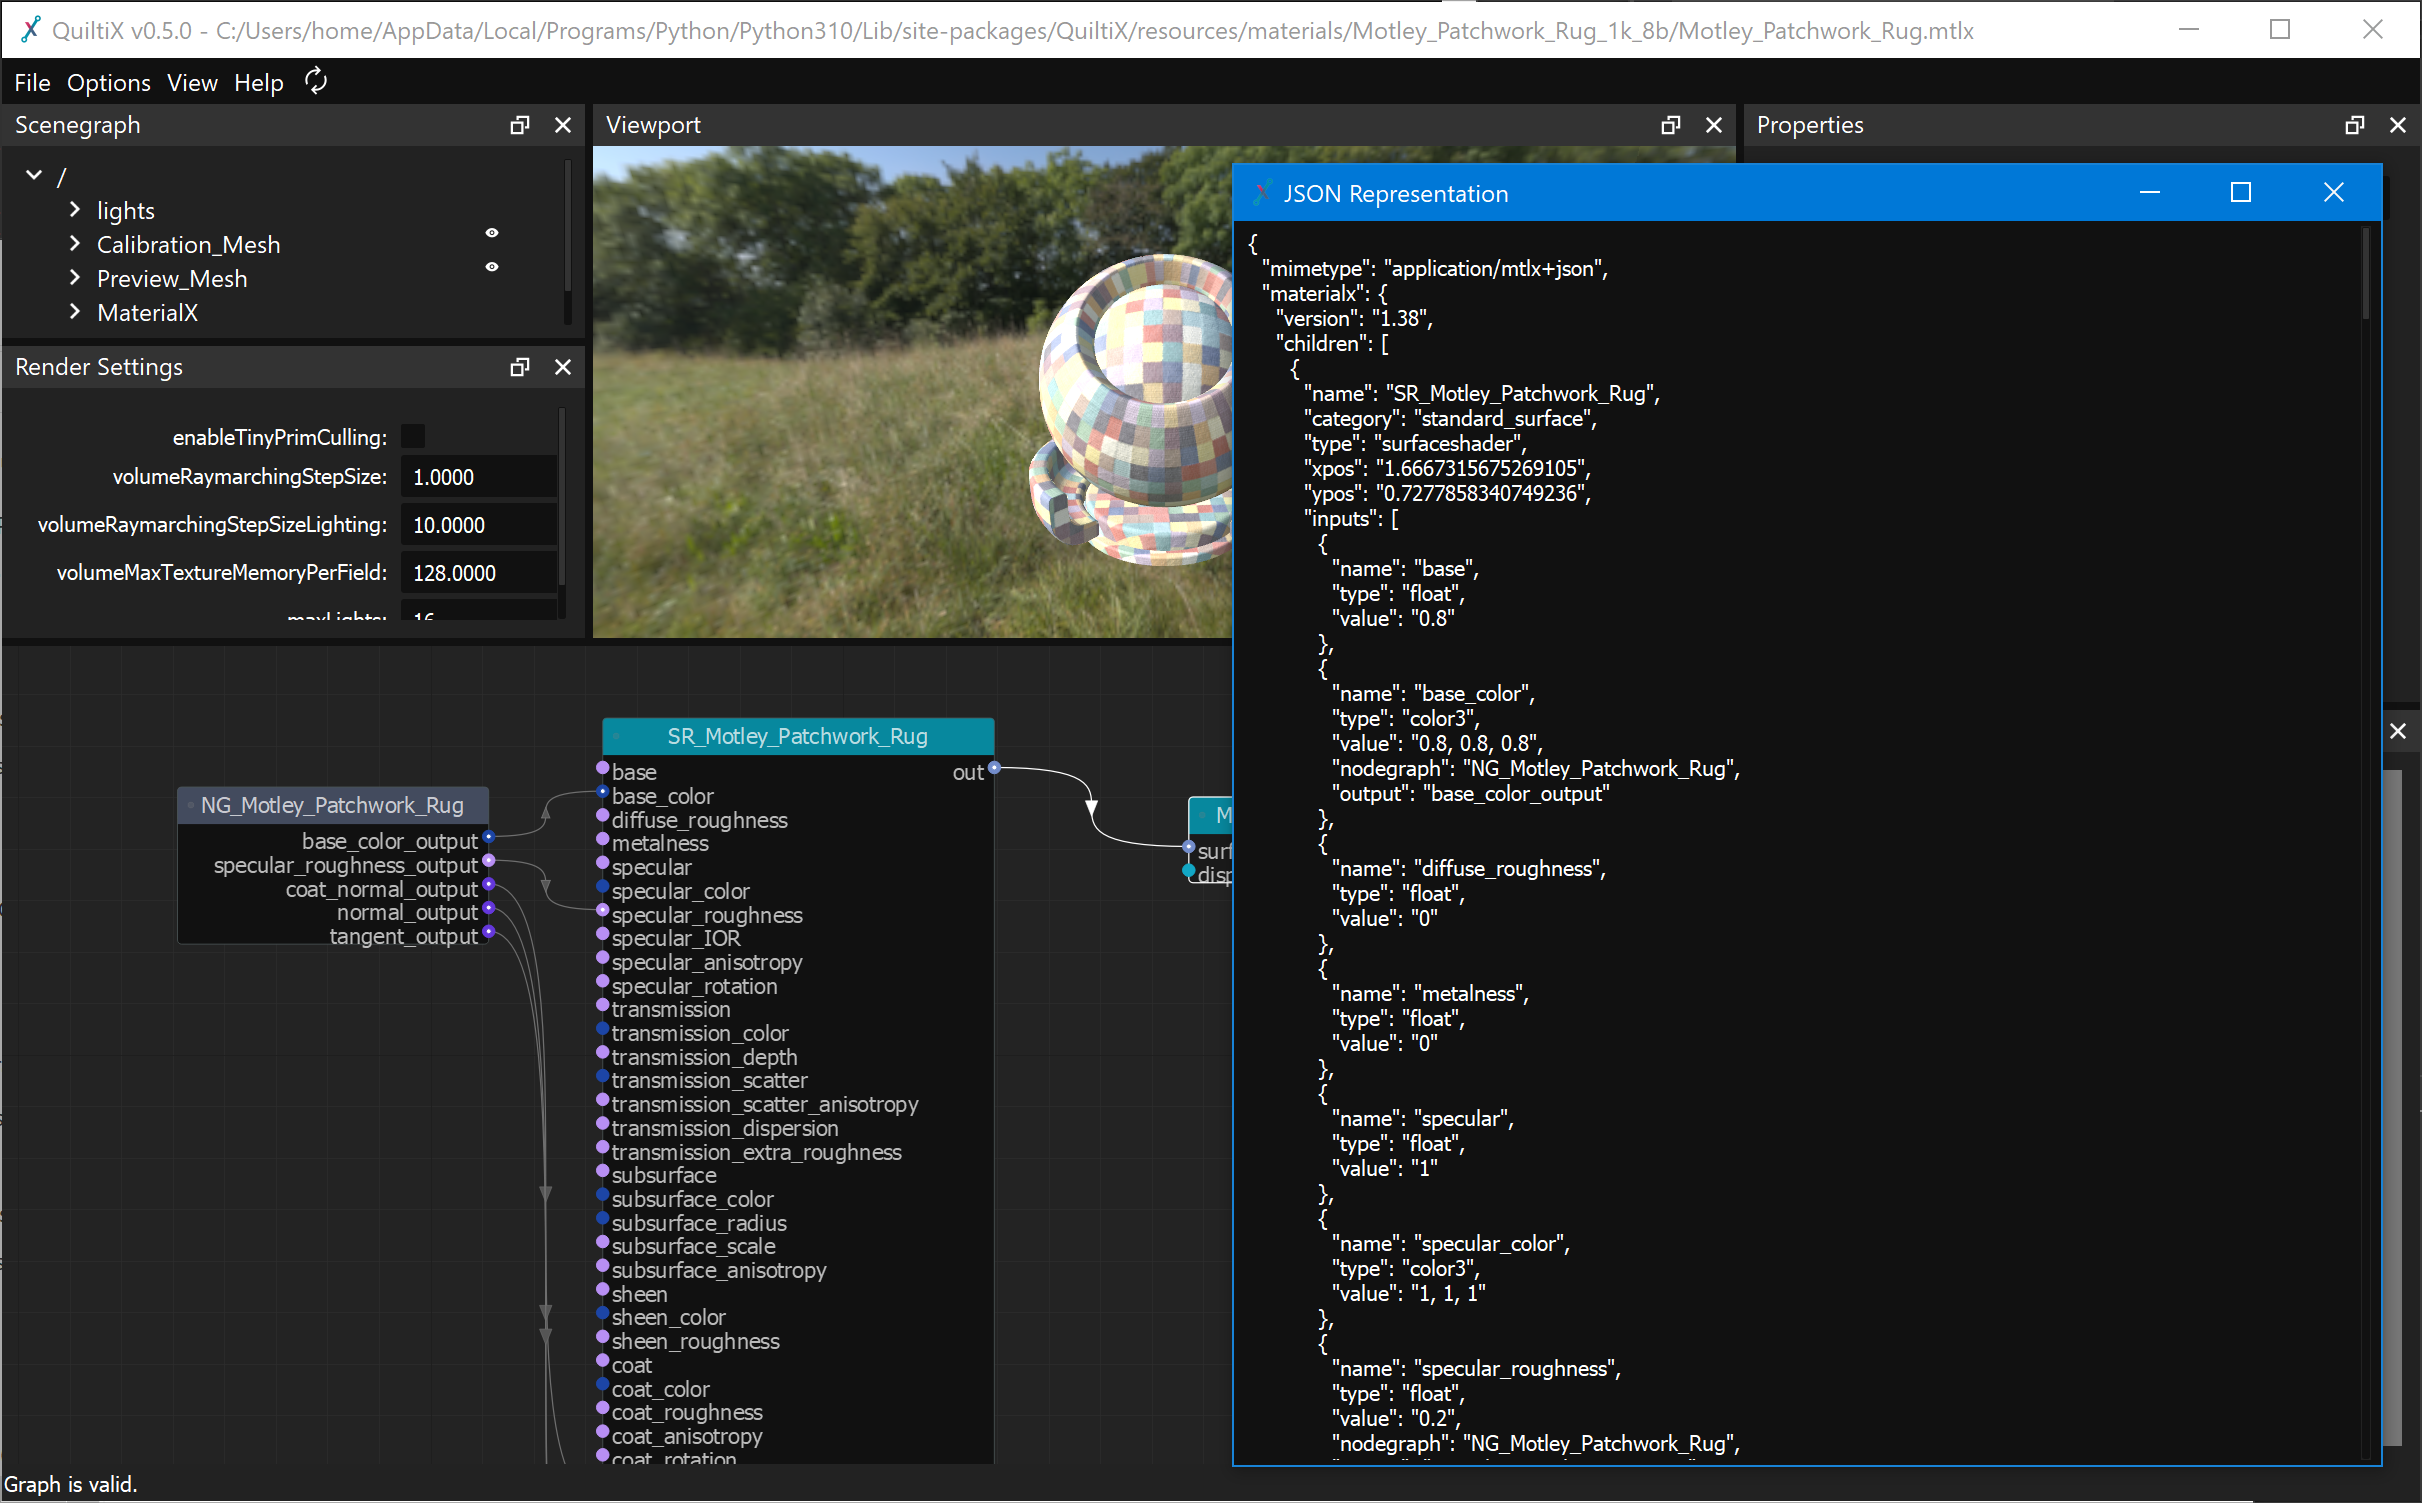 QuiltiX v0.5.0 - C:/Users/home/AppData/Local/Programs/Python/Python310/Lib/site-packages/QuiltiX/resources/materials/Motley_Patchwork_Rug_1k_8b/Motley_Patchwork_Rug.mtlx
File Options View Help
Scenegraph
/
lights
Calibration_Mesh
Preview_Mesh
MaterialX
Render Settings
enableTinyPrimCulling:
volumeRaymarchingStepSize: 1.0000
volumeRaymarchingStepSizeLighting: 10.0000
volumeMaxTextureMemoryPerField: 128.0000
maxLights: 16
Viewport
Properties
NG_Motley_Patchwork_Rug
base_color_output
specular_roughness_output
coat_normal_output
normal_output
tangent_output
SR_Motley_Patchwork_Rug
out
base
base_color
diffuse_roughness
metalness
specular
specular_color
specular_roughness
specular_IOR
specular_anisotropy
specular_rotation
transmission
transmission_color
transmission_depth
transmission_scatter
transmission_scatter_anisotropy
transmission_dispersion
transmission_extra_roughness
subsurface
subsurface_color
subsurface_radius
subsurface_scale
subsurface_anisotropy
sheen
sheen_color
sheen_roughness
coat
coat_color
coat_roughness
coat_anisotropy
coat_rotation
M
surf
disp
JSON Representation
{
"mimetype": "application/mtlx+json",
"materialx": {
"version": "1.38",
"children": [
{
"name": "SR_Motley_Patchwork_Rug",
"category": "standard_surface",
"type": "surfaceshader",
"xpos": "1.6667315675269105",
"ypos": "0.7277858340749236",
"inputs": [
{
"name": "base",
"type": "float",
"value": "0.8"
},
{
"name": "base_color",
"type": "color3",
"value": "0.8, 0.8, 0.8",
"nodegraph": "NG_Motley_Patchwork_Rug",
"output": "base_color_output"
},
{
"name": "diffuse_roughness",
"type": "float",
"value": "0"
},
{
"name": "metalness",
"type": "float",
"value": "0"
},
{
"name": "specular",
"type": "float",
"value": "1"
},
{
"name": "specular_color",
"type": "color3",
"value": "1, 1, 1"
},
{
"name": "specular_roughness",
"type": "float",
"value": "0.2",
"nodegraph": "NG_Motley_Patchwork_Rug",
Graph is valid.